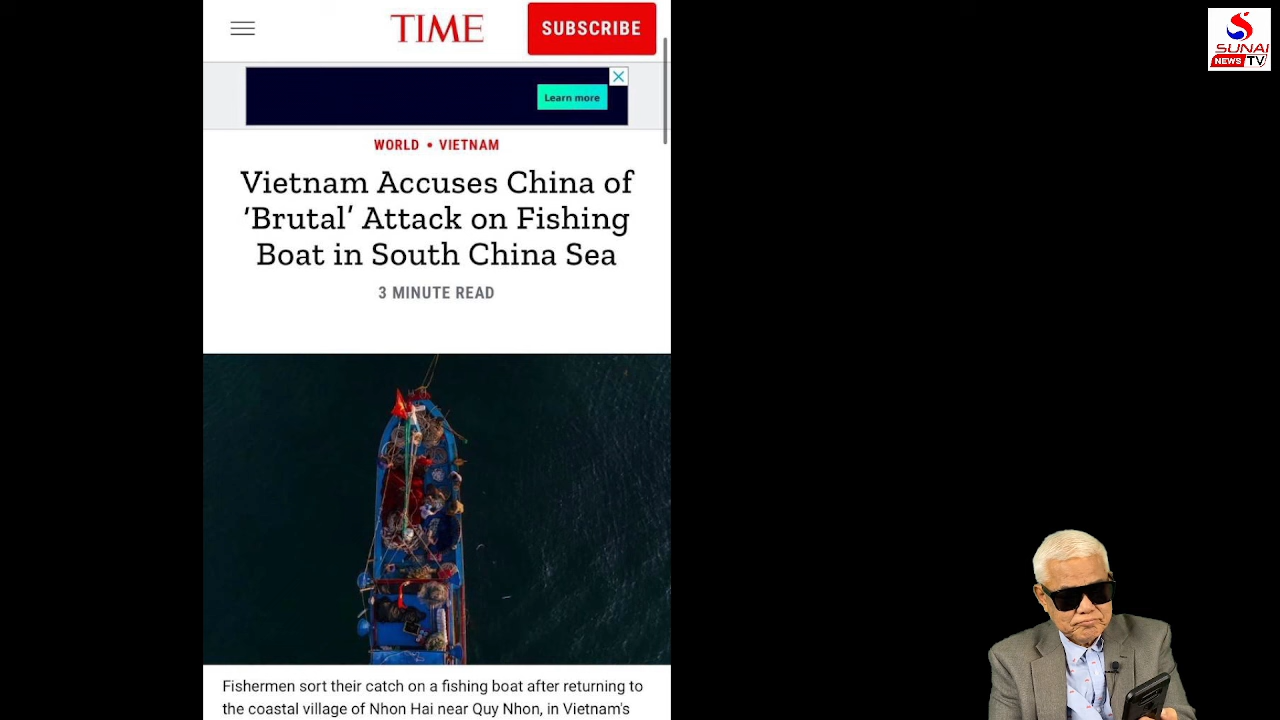 TIME
SUBSCRIBE
Learn more
WORLD • VIETNAM
Vietnam Accuses China of
‘Brutal’ Attack on Fishing
Boat in South China Sea
3 MINUTE READ
Fishermen sort their catch on a fishing boat after returning to
the coastal village of Nhon Hai near Quy Nhon, in Vietnam's
SUNAI
NEWS TV